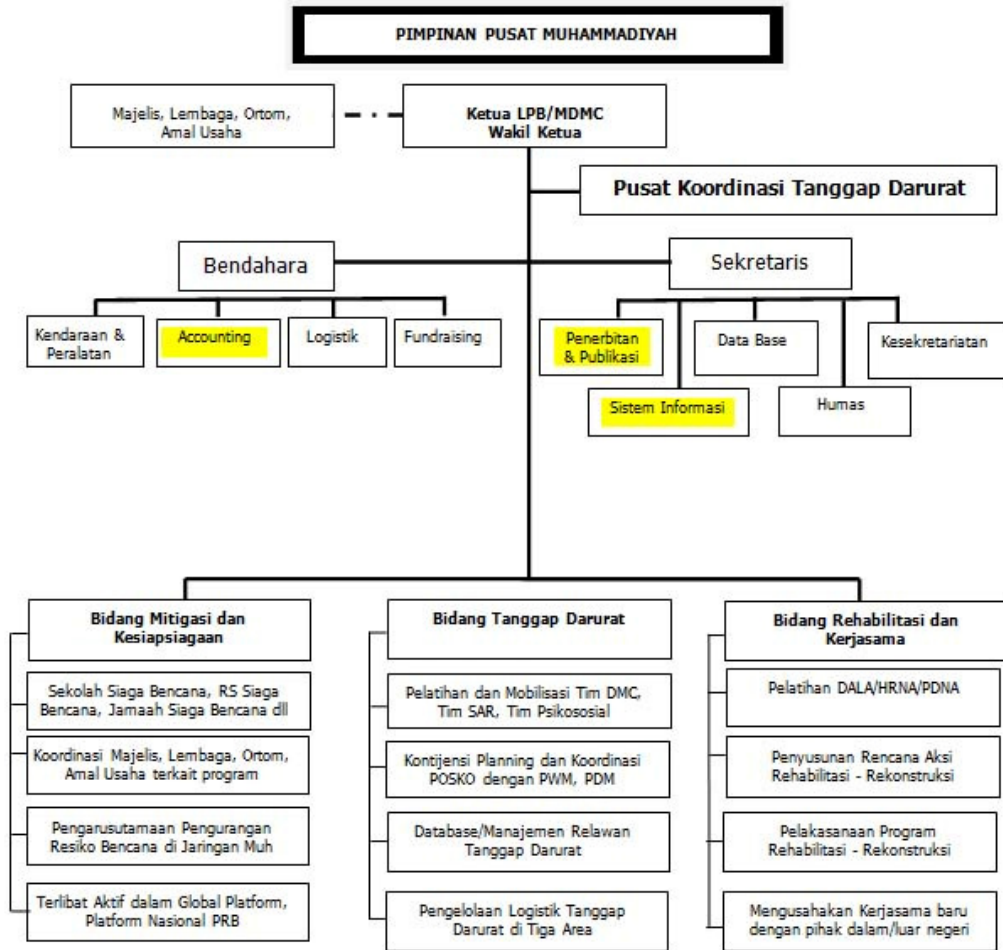 PIMPINAN PUSAT MUHAMMADIYAH
Majelis, Lembaga, Ortom,
Amal Usaha
Ketua LPB/MDMC
Wakil Ketua
Pusat Koordinasi Tanggap Darurat
Bendahara
Sekretaris
Kendaraan &
Peralatan
Accounting
Logistik
Fundraising
Penerbitan
& Publikasi
Data Base
Kesekretariatan
Sistem Informasi
Humas
Bidang Mitigasi dan
Kesiapsiagaan
Sekolah Siaga Bencana, RS Siaga
Bencana, Jamaah Siaga Bencana dll
Koordinasi Majelis, Lembaga, Ortom,
Amal Usaha terkait program
Pengarusutamaan Pengurangan
Resiko Bencana di Jaringan Muh
Terlibat Aktif dalam Global Platform,
Platform Nasional PRB
Bidang Tanggap Darurat
Pelatihan dan Mobilisasi Tim DMC,
Tim SAR, Tim Psikososial
Kontijensi Planning dan Koordinasi
POSKO dengan PWM, PDM
Database/Manajemen Relawan
Tanggap Darurat
Pengelolaan Logistik Tanggap
Darurat di Tiga Area
Bidang Rehabilitasi dan
Kerjasama
Pelatihan DALA/HRNA/PDNA
Penyusunan Rencana Aksi
Rehabilitasi - Rekonstruksi
Pelakasanaan Program
Rehabilitasi - Rekonstruksi
Mengusahakan Kerjasama baru
dengan pihak dalam/luar negeri